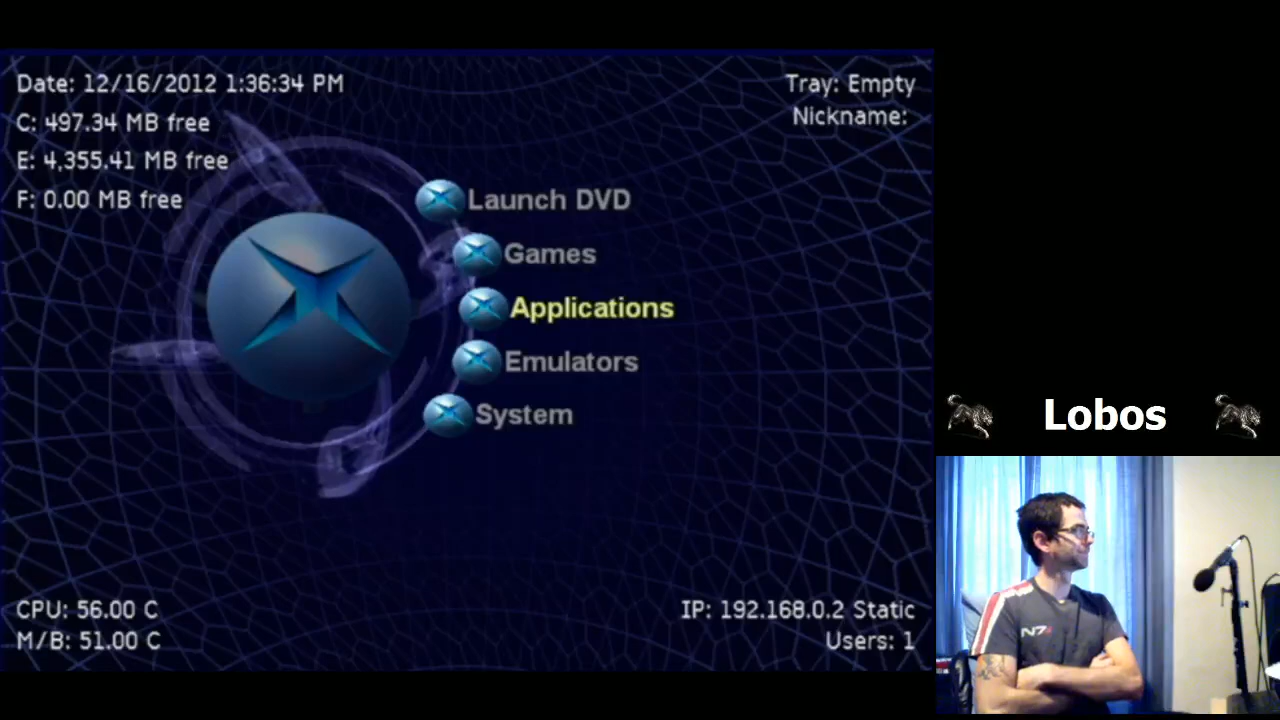 Date: 12/16/2012 1:36:34 PM
Tray: Empty
C: 497.34 MB free
Nickname:
E: 4,355.41 MB free
F: 0.00 MB free
Launch DVD
Games
Applications
Emulators
System
Lobos
CPU: 56.00 C
IP: 192.168.0.2 Static
M/B: 51.00 C
Users: 1
N7